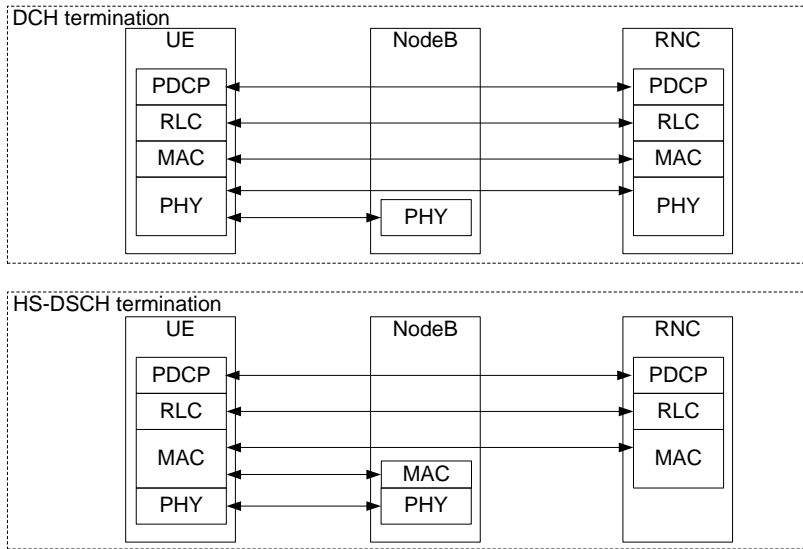 DCH termination
UE NodeB RNC
PDCP PDCP
RLC RLC
MAC MAC
PHY PHY PHY
HS-DSCH termination
UE NodeB RNC
PDCP PDCP
RLC RLC
MAC MAC MAC
PHY PHY